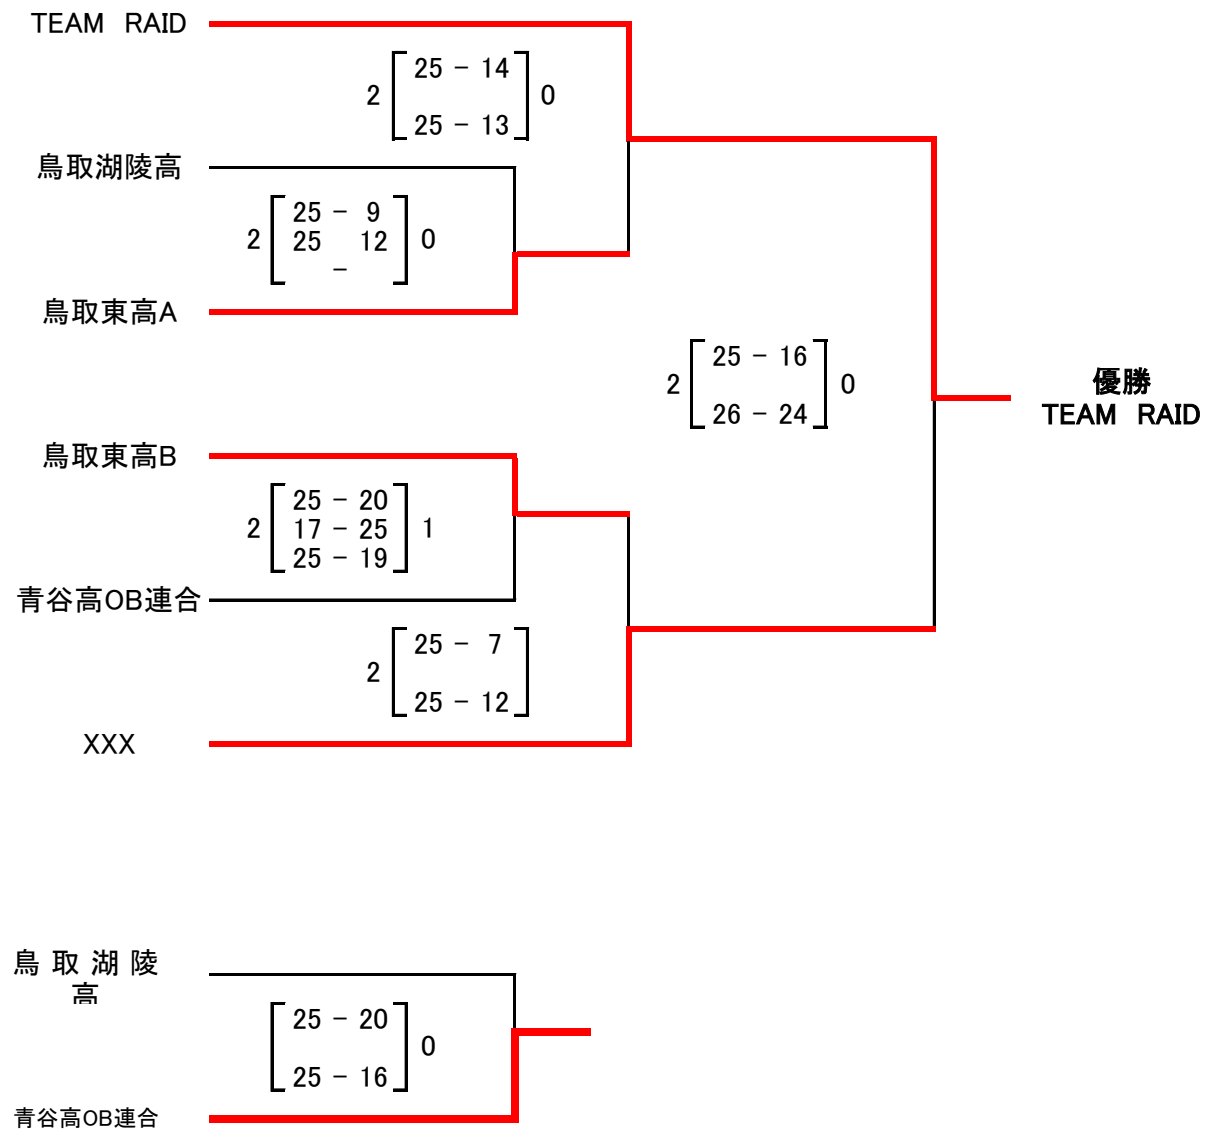 TEAM　RAID
25 － 14
2 0
25 － 13
鳥取湖陵高
25 － 9
2 25 12 0
－
鳥取東高A
25 － 16
2 0
26 － 24
優勝
TEAM　RAID
鳥取東高B
25 － 20
2 17 － 25 1
25 － 19
青谷高OB連合
25 － 7
2
25 － 12
XXX
鳥取湖陵
高
25 － 20
0
25 － 16
青谷高OB連合